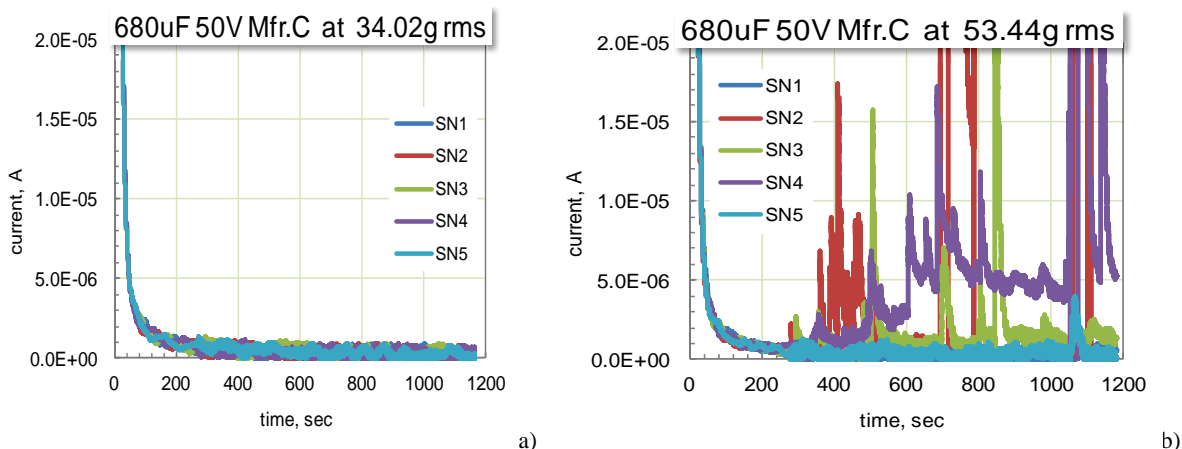 680uF 50V Mfr.C at 34.02g rms
2.0E-05
1.5E-05
1.0E-05
5.0E-06
0.0E+00
current, A
SN1
SN2
SN3
SN4
SN5
0 200 400 600 800 1000 1200
time, sec
a)
680uF 50V Mfr.C at 53.44g rms
2.0E-05
1.5E-05
1.0E-05
5.0E-06
0.0E+00
current, A
SN1
SN2
SN3
SN4
SN5
0 200 400 600 800 1000 1200
time, sec
b)